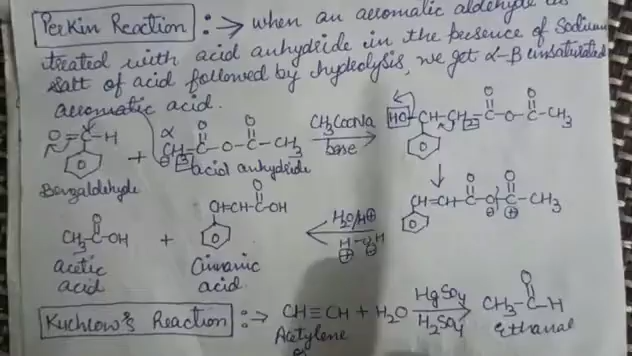 Perkin Reaction :→ when an aromatic aldehyde is
treated with acid anhydride in the presence of Sodium
salt of acid followed by hydrolysis, we get α-β unsaturated
aromatic acid.
O=C-H + CH-C-O-C-CH3 CH3COONa HO-CH-CH-C-O-C-CH3
base
Benzaldehyde acid anhydride
CH=CH-C-OH CH=CH-C-O-C-CH3
CH3-C-OH + H2O/H⊕
acetic Cinnamic
acid acid
Kuchlow's Reaction :→ CH≡CH + H2O HgSO4 CH3-C-H
H2SO4
Acetylene Ethanal